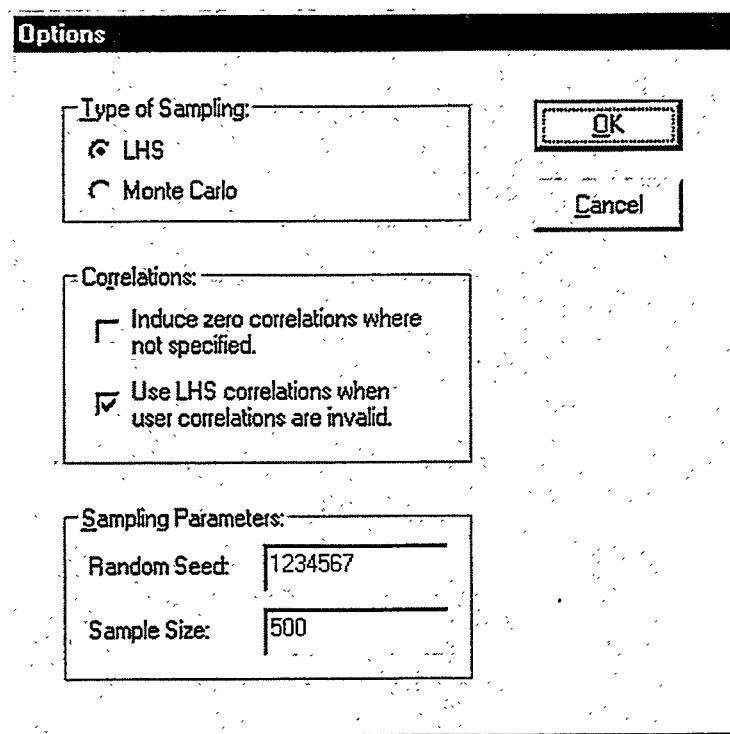 Options
Type of Sampling:
LHS
Monte Carlo
OK
Cancel
Correlations:
Induce zero correlations where
not specified.
Use LHS correlations when
user correlations are invalid.
Sampling Parameters:
Random Seed: 1234567
Sample Size: 500